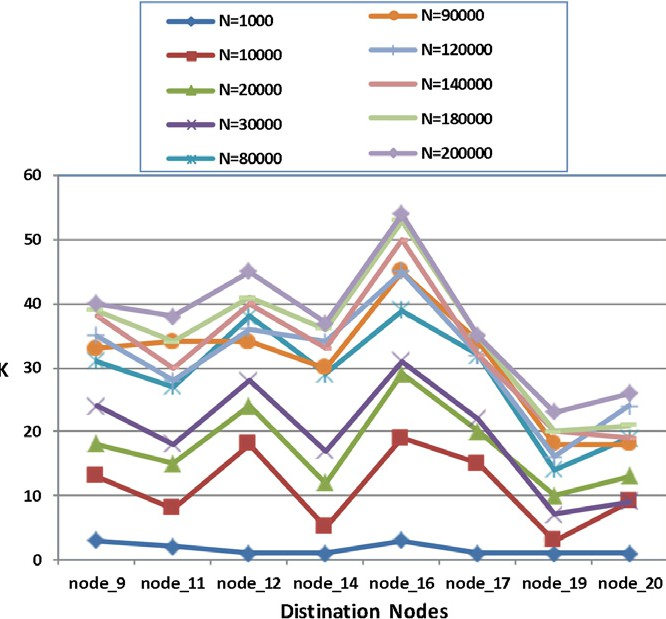 N=1000 N=90000
N=10000 N=120000
N=20000 N=140000
N=30000 N=180000
N=80000 N=200000
60
50
40
K
30
20
10
0
node_9 node_11 node_12 node_14 node_16 node_17 node_19 node_20
Distination Nodes